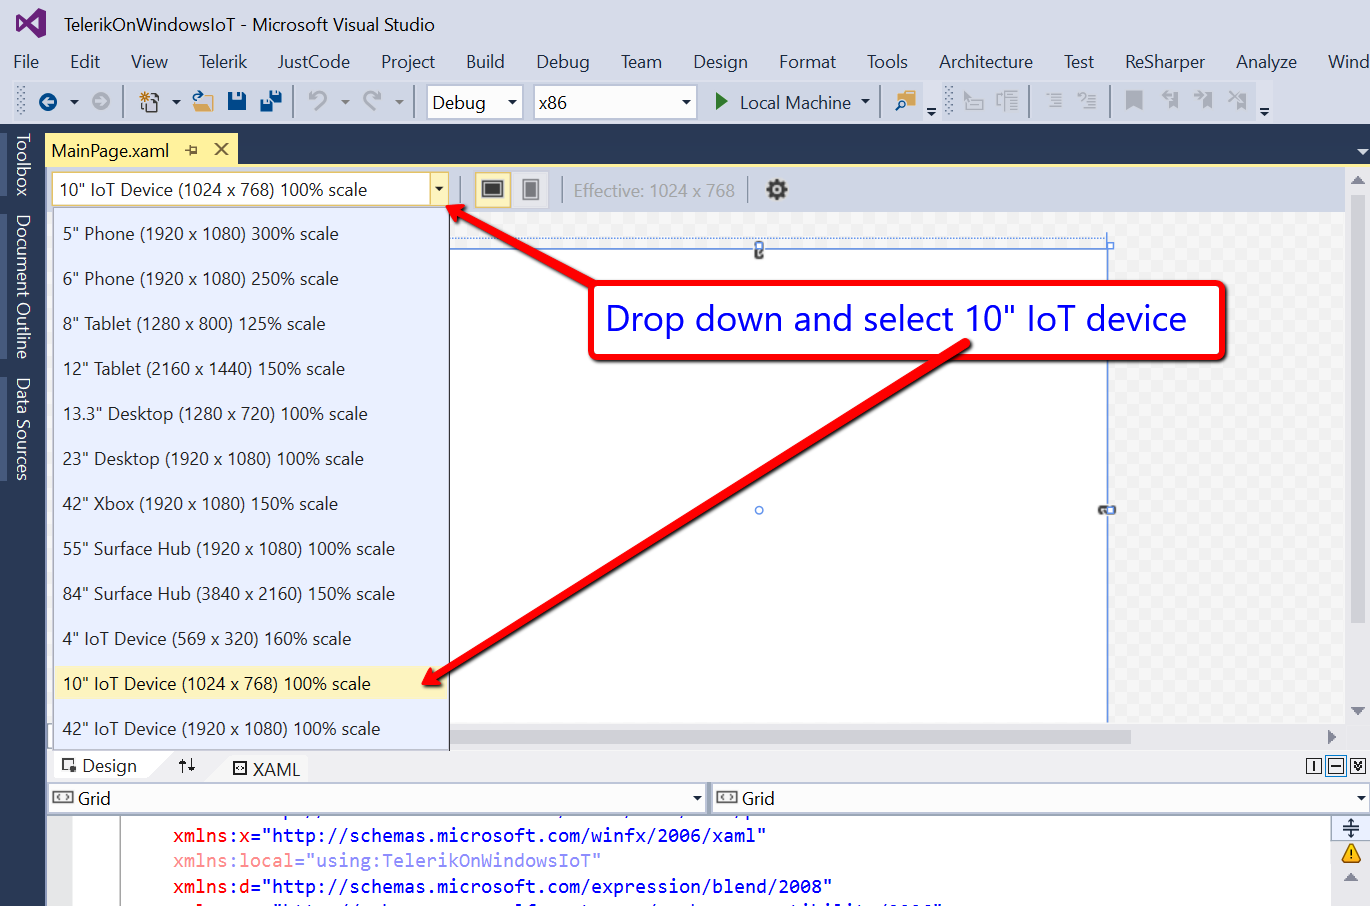 TelerikOnWindowsIoT - Microsoft Visual Studio
File Edit View Telerik JustCode Project Build Debug Team Design Format Tools Architecture Test ReSharper Analyze Wind
Debug x86 Local Machine
Toolbox
Document Outline
Data Sources
MainPage.xaml
10" IoT Device (1024 x 768) 100% scale
Effective: 1024 x 768
5" Phone (1920 x 1080) 300% scale
6" Phone (1920 x 1080) 250% scale
8" Tablet (1280 x 800) 125% scale
12" Tablet (2160 x 1440) 150% scale
13.3" Desktop (1280 x 720) 100% scale
23" Desktop (1920 x 1080) 100% scale
42" Xbox (1920 x 1080) 150% scale
55" Surface Hub (1920 x 1080) 100% scale
84" Surface Hub (3840 x 2160) 150% scale
4" IoT Device (569 x 320) 160% scale
10" IoT Device (1024 x 768) 100% scale
42" IoT Device (1920 x 1080) 100% scale
Drop down and select 10" IoT device
Design XAML
Grid Grid
xmlns:x="http://schemas.microsoft.com/winfx/2006/xaml"
xmlns:local="using:TelerikOnWindowsIoT"
xmlns:d="http://schemas.microsoft.com/expression/blend/2008"